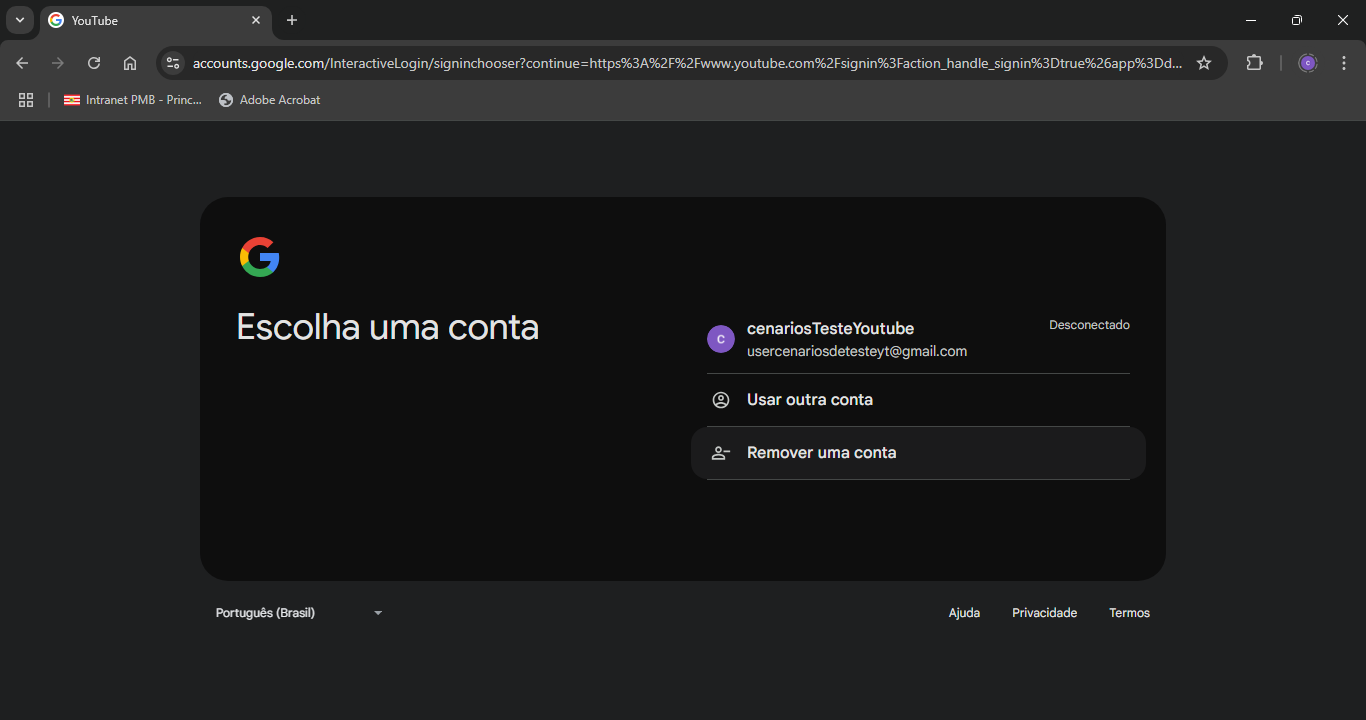 YouTube
accounts.google.com/InteractiveLogin/signinchooser?continue=https%3A%2F%2Fwww.youtube.com%2Fsignin%3Faction_handle_signin%3Dtrue%26app%3Dd...
c
Intranet PMB - Princ...
Adobe Acrobat
Escolha uma conta
c
cenariosTesteYoutube
Desconectado
usercenariosdetesteyt@gmail.com
Usar outra conta
Remover uma conta
Português (Brasil)
Ajuda
Privacidade
Termos